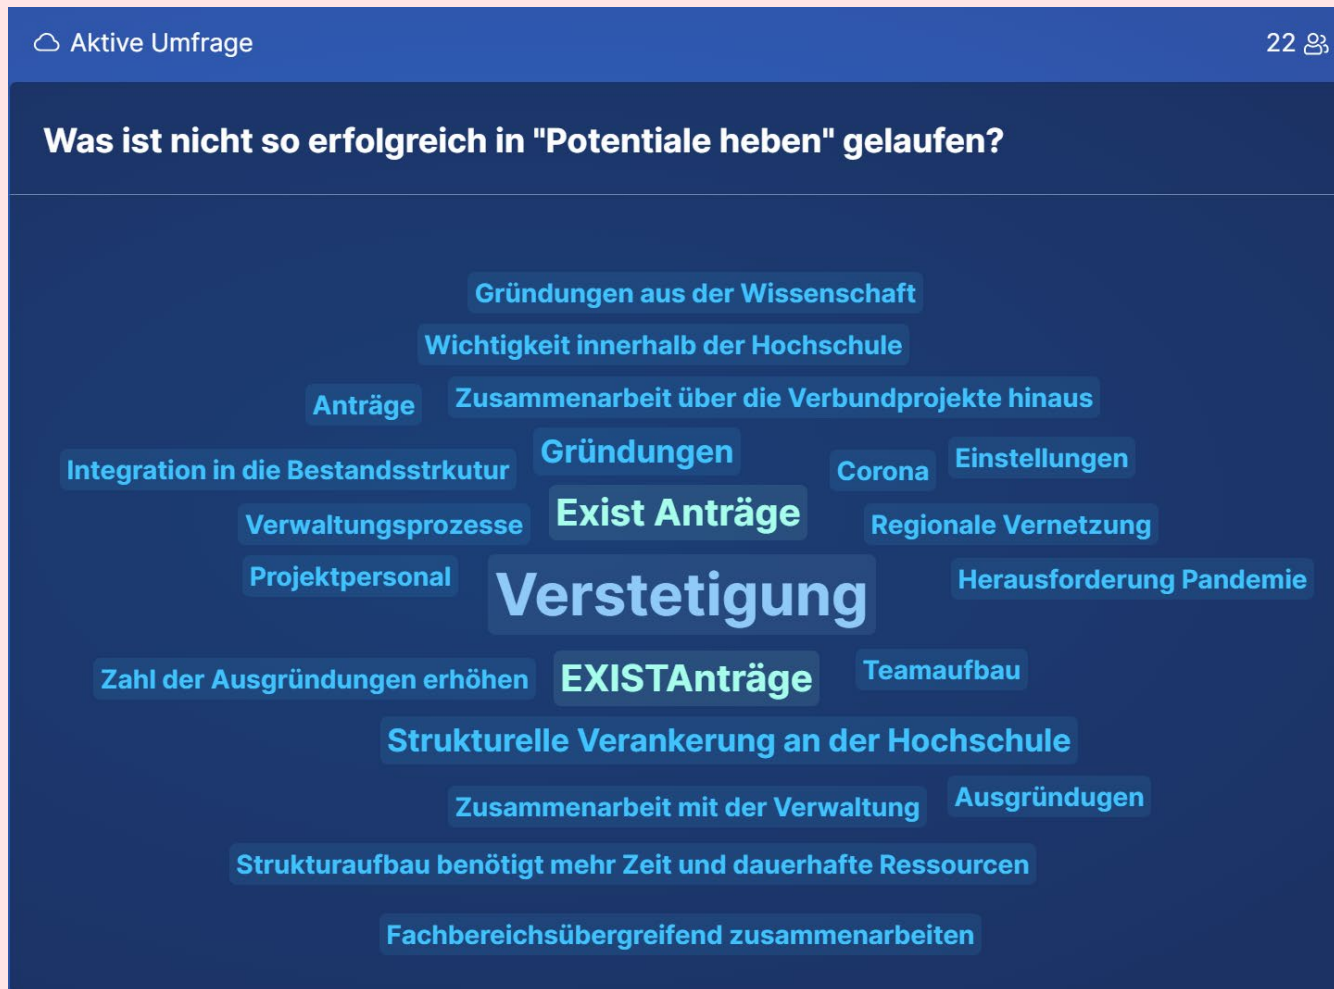 Aktive Umfrage
22
Was ist nicht so erfolgreich in "Potentiale heben" gelaufen?
Gründungen aus der Wissenschaft
Wichtigkeit innerhalb der Hochschule
Anträge
Zusammenarbeit über die Verbundprojekte hinaus
Gründungen
Integration in die Bestandsstrkutur
Corona
Einstellungen
Exist Anträge
Verwaltungsprozesse
Regionale Vernetzung
Projektpersonal
Verstetigung
Herausforderung Pandemie
Zahl der Ausgründungen erhöhen
EXISTAnträge
Teamaufbau
Strukturelle Verankerung an der Hochschule
Zusammenarbeit mit der Verwaltung
Ausgründugen
Strukturaufbau benötigt mehr Zeit und dauerhafte Ressourcen
Fachbereichsübergreifend zusammenarbeiten